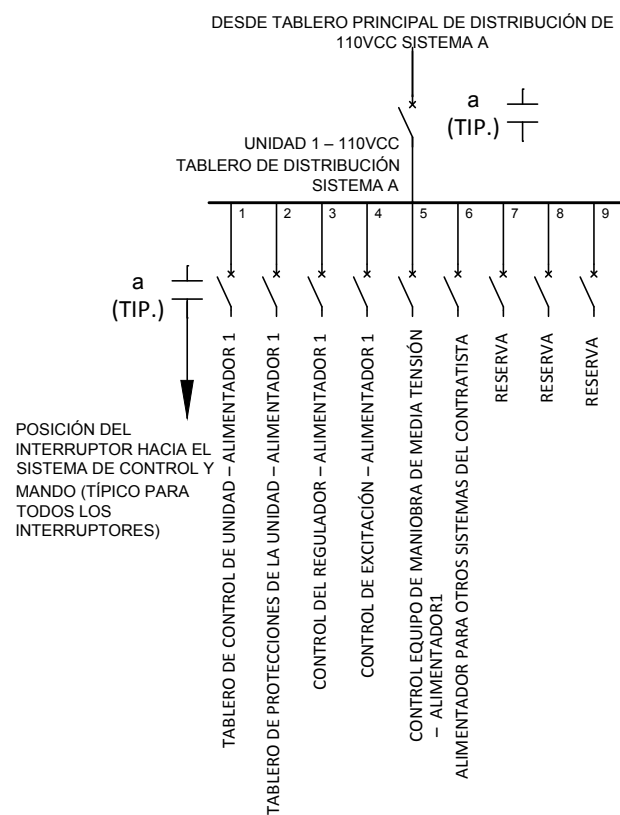 DESDE TABLERO PRINCIPAL DE DISTRIBUCIÓN DE
110VCC SISTEMA A
a
(TIP.)
UNIDAD 1 – 110VCC
TABLERO DE DISTRIBUCIÓN
SISTEMA A
1
2
3
4
5
6
7
8
9
a
(TIP.)
POSICIÓN DEL
INTERRUPTOR HACIA EL
SISTEMA DE CONTROL Y
MANDO (TÍPICO PARA
TODOS LOS
INTERRUPTORES)
TABLERO DE CONTROL DE UNIDAD – ALIMENTADOR 1
TABLERO DE PROTECCIONES DE LA UNIDAD – ALIMENTADOR 1
CONTROL DEL REGULADOR – ALIMENTADOR 1
CONTROL DE EXCITACIÓN – ALIMENTADOR 1
CONTROL EQUIPO DE MANIOBRA DE MEDIA TENSIÓN
– ALIMENTADOR1
ALIMENTADOR PARA OTROS SISTEMAS DEL CONTRATISTA
RESERVA
RESERVA
RESERVA